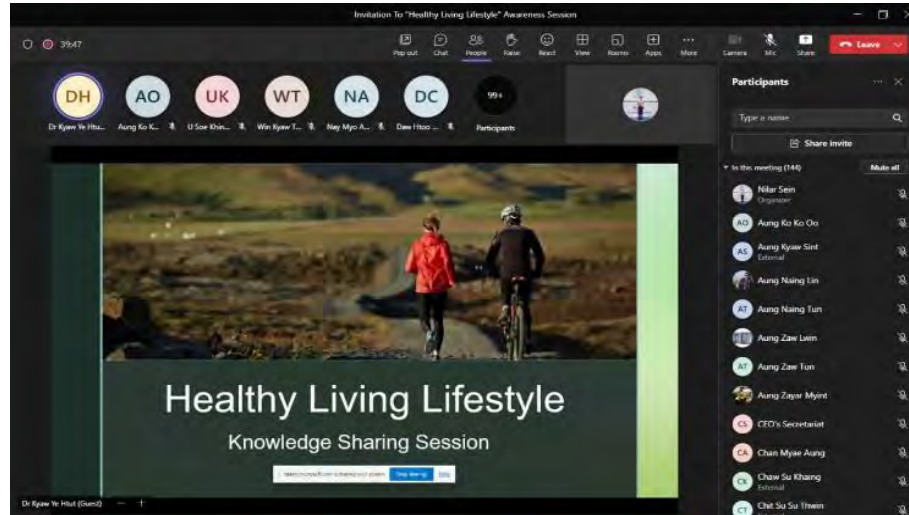 Invitation To "Healthy Living Lifestyle" Awareness Session
39:47
Pop out
Chat
People
Raise
React
View
Rooms
Apps
More
Camera
Mic
Share
Leave
DH
AO
UK
WT
NA
DC
99+
Dr Kyaw Ye Htu...
Aung Ko K...
U Soe Khin...
Win Kyaw T...
Nay Myo A...
Daw Htoo ...
Participants
Healthy Living Lifestyle
Knowledge Sharing Session
Stop sharing
Hide
Dr Kyaw Ye Htut (Guest)
Participants
Type a name
Share invite
In this meeting (144)
Mute all
Nilar Sein
Organizer
AO Aung Ko Ko Oo
AS Aung Kyaw Sint
External
Aung Naing Lin
AT Aung Naing Tun
Aung Zaw Lwin
AT Aung Zaw Tun
Aung Zayar Myint
CS CEO's Secretariat
CA Chan Myae Aung
CK Chaw Su Khaing
External
CT Chit Su Su Thwin